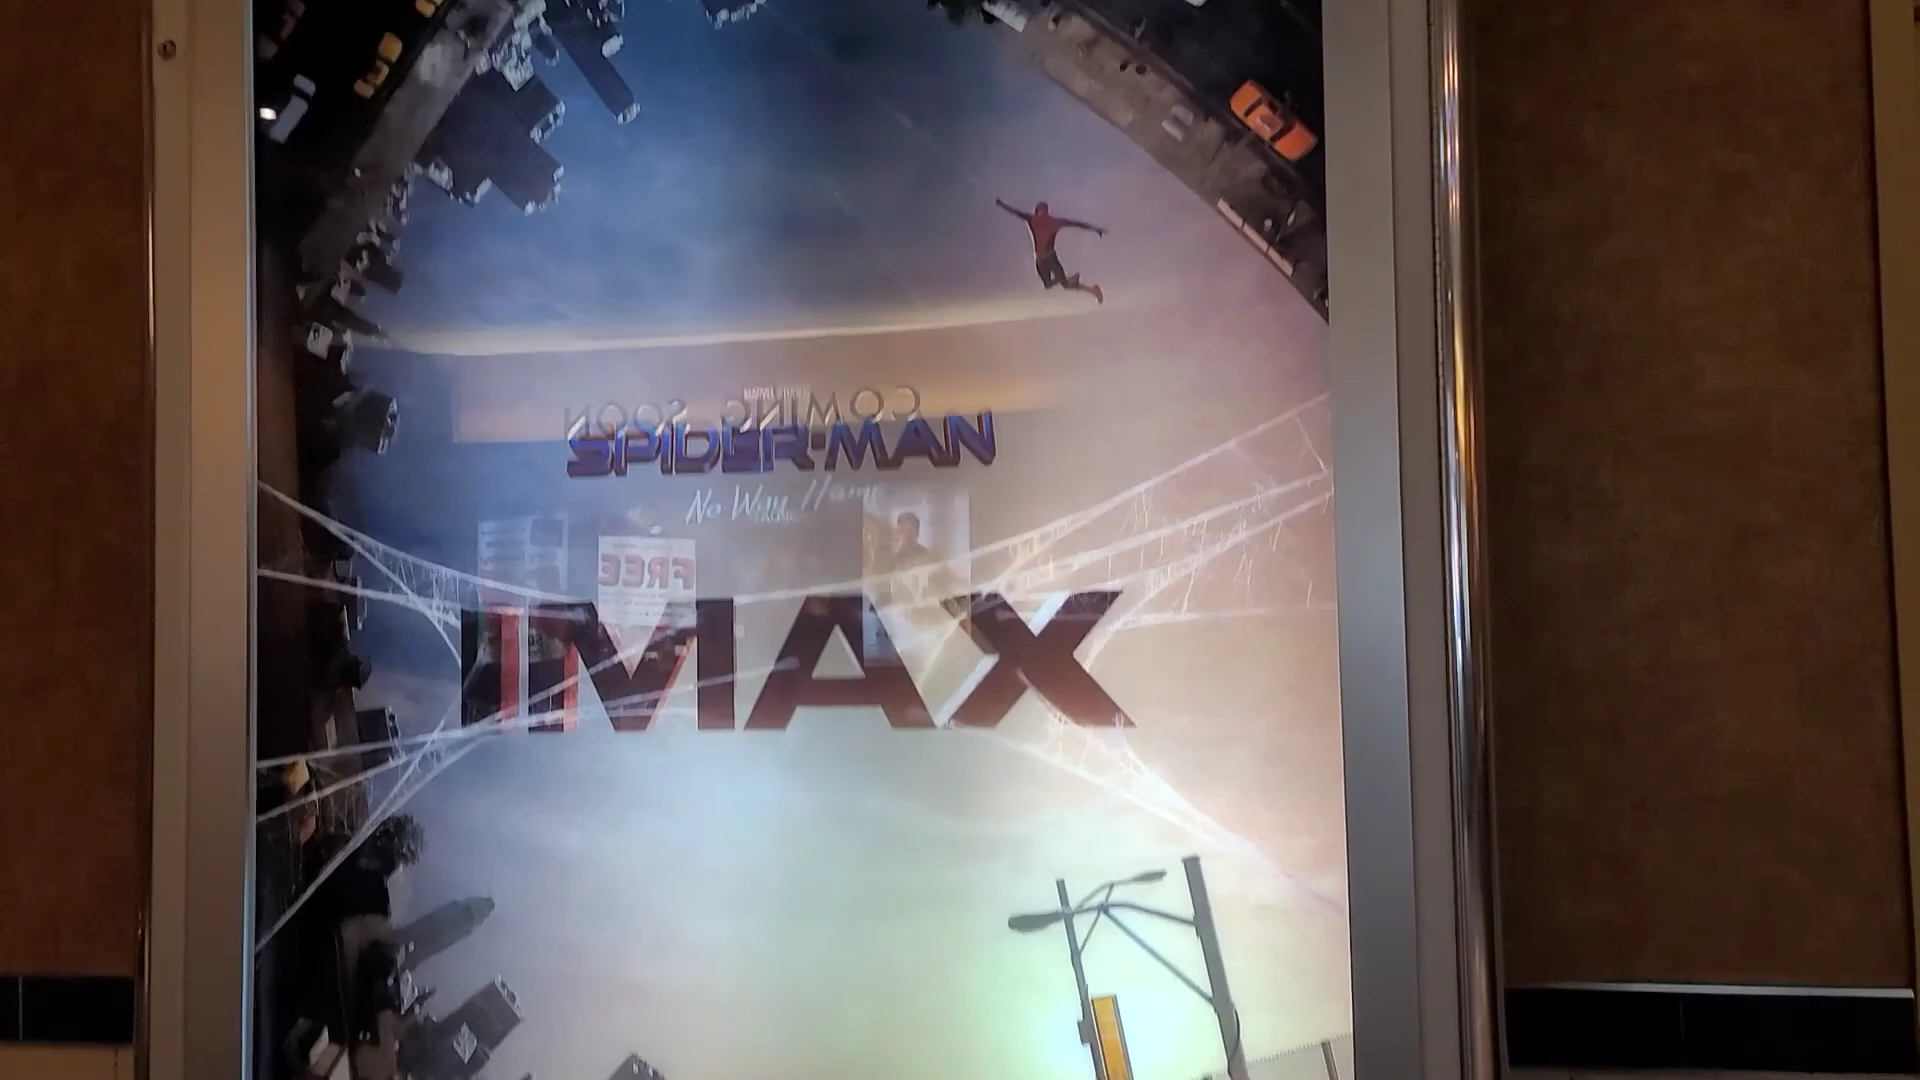 MARVEL STUDIOS
COMING SOON
SPIDER-MAN
No Way Home
FREE
IMAX